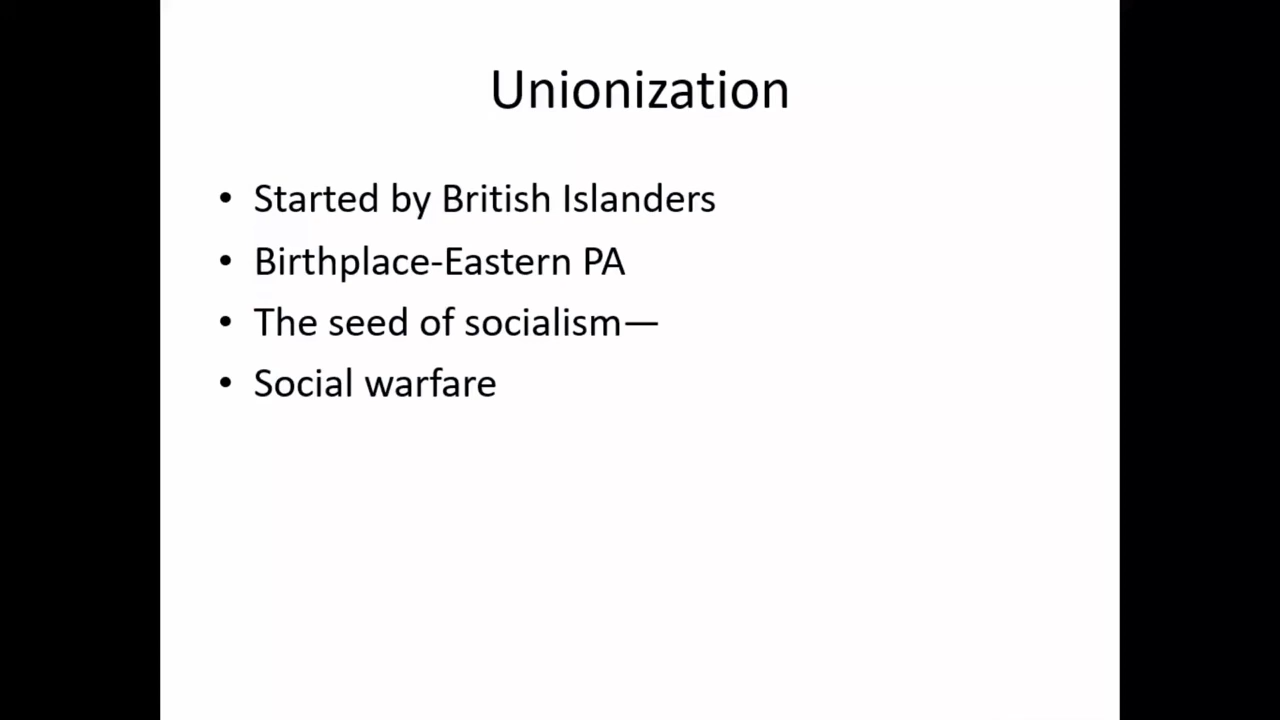 Unionization
• Started by British Islanders
• Birthplace-Eastern PA
• The seed of socialism—
• Social warfare